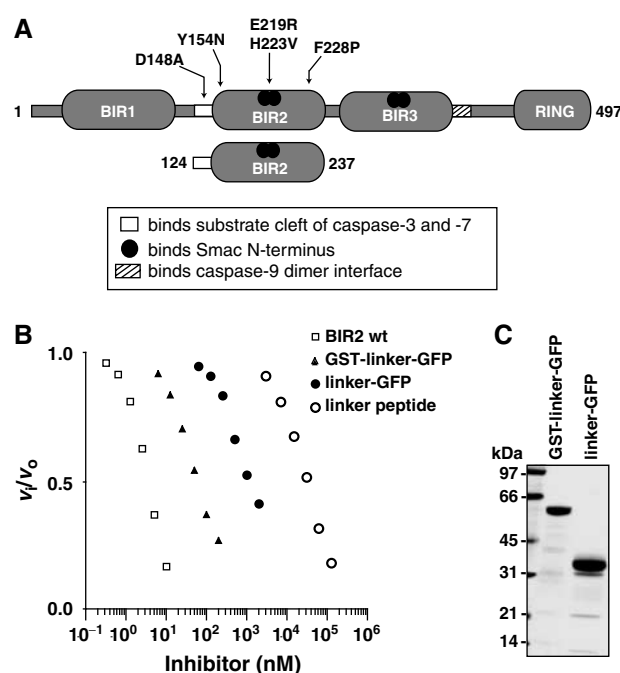 A
E219R
Y154N H223V F228P
D148A
1 BIR1 BIR2 BIR3 RING 497
124 BIR2 237
binds substrate cleft of caspase-3 and -7
binds Smac N-terminus
binds caspase-9 dimer interface
B
BIR2 wt
GST-linker-GFP
linker-GFP
linker peptide
1.0
0.5
0.0
vi/vo
10⁻¹ 10⁰ 10¹ 10² 10³ 10⁴ 10⁵ 10⁶
Inhibitor (nM)
C
GST-linker-GFP
linker-GFP
kDa
97
66
45
31
21
14